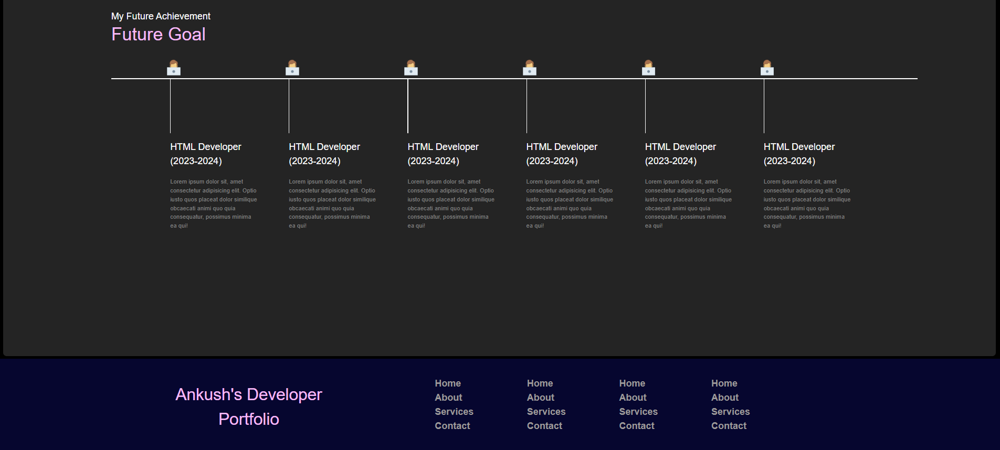 My Future Achievement
Future Goal
HTML Developer
(2023-2024)
Lorem ipsum dolor sit, amet
consectetur adipisicing elit. Optio
iusto quos placeat dolor similique
obcaecati animi quo quia
consequatur, possimus minima
ea qui!
HTML Developer
(2023-2024)
Lorem ipsum dolor sit, amet
consectetur adipisicing elit. Optio
iusto quos placeat dolor similique
obcaecati animi quo quia
consequatur, possimus minima
ea qui!
HTML Developer
(2023-2024)
Lorem ipsum dolor sit, amet
consectetur adipisicing elit. Optio
iusto quos placeat dolor similique
obcaecati animi quo quia
consequatur, possimus minima
ea qui!
HTML Developer
(2023-2024)
Lorem ipsum dolor sit, amet
consectetur adipisicing elit. Optio
iusto quos placeat dolor similique
obcaecati animi quo quia
consequatur, possimus minima
ea qui!
HTML Developer
(2023-2024)
Lorem ipsum dolor sit, amet
consectetur adipisicing elit. Optio
iusto quos placeat dolor similique
obcaecati animi quo quia
consequatur, possimus minima
ea qui!
HTML Developer
(2023-2024)
Lorem ipsum dolor sit, amet
consectetur adipisicing elit. Optio
iusto quos placeat dolor similique
obcaecati animi quo quia
consequatur, possimus minima
ea qui!
Ankush's Developer
Portfolio
Home
About
Services
Contact
Home
About
Services
Contact
Home
About
Services
Contact
Home
About
Services
Contact